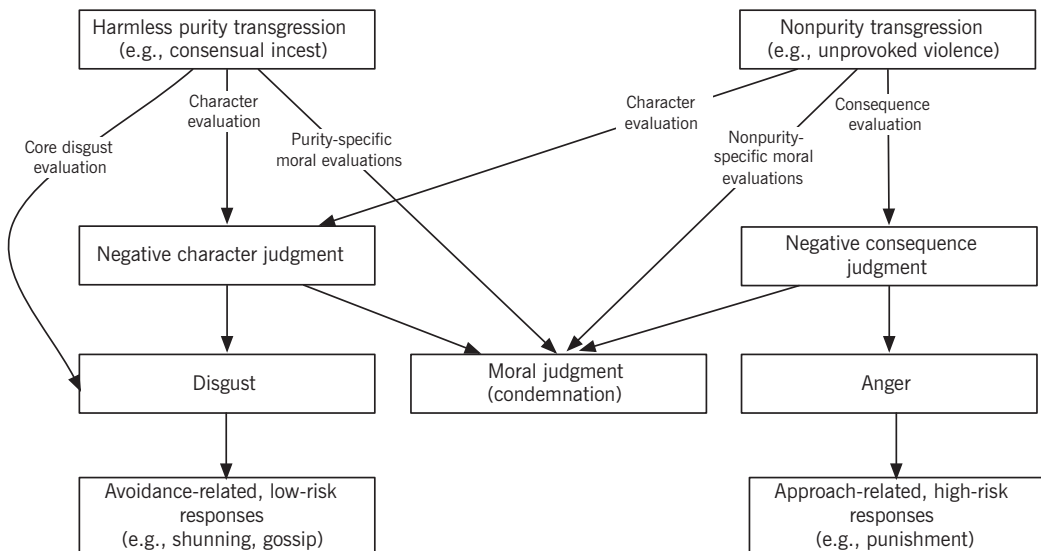 Harmless purity transgression
(e.g., consensual incest)
Nonpurity transgression
(e.g., unprovoked violence)
Character
evaluation
Core disgust
evaluation
Purity-specific
moral evaluations
Character
evaluation
Nonpurity-
specific moral
evaluations
Consequence
evaluation
Negative character judgment
Negative consequence
judgment
Disgust
Moral judgment
(condemnation)
Anger
Avoidance-related, low-risk
responses
(e.g., shunning, gossip)
Approach-related, high-risk
responses
(e.g., punishment)